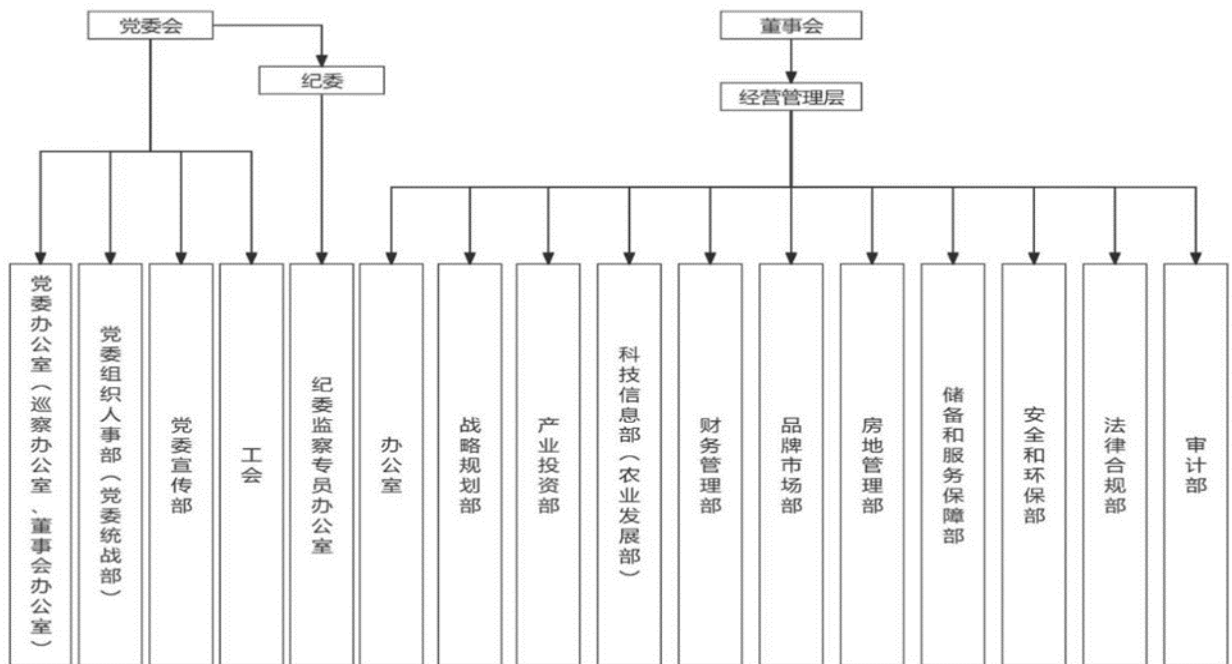 党委会
董事会
纪委
经营管理层
党委办公室（巡察办公室、董事会办公室）
党委组织人事部（党委统战部）
党委宣传部
工会
纪委监察专员办公室
办公室
战略规划部
产业投资部
科技信息部（农业发展部）
财务管理部
品牌市场部
房地管理部
储备和服务保障部
安全和环保部
法律合规部
审计部